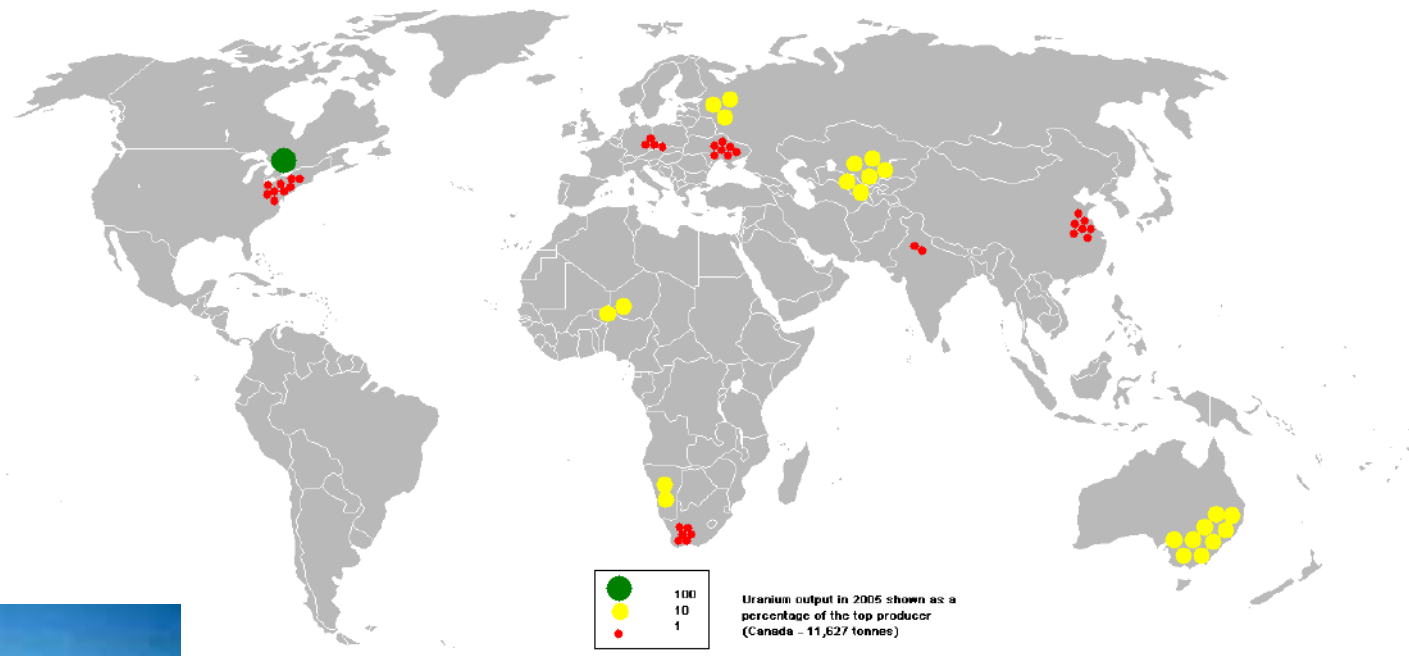 100
10
1
Uranium output in 2005 shown as a
percentage of the top producer
(Canada - 11,627 tonnes)